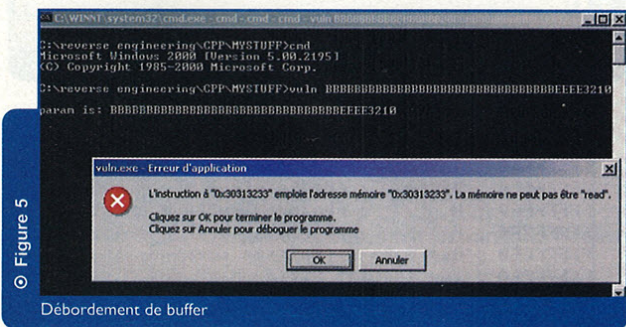 C:\WINNT\system32\cmd.exe - cmd - cmd - cmd - vuln
C:\reverse engineering\CPP\MYSTUFF>cmd
Microsoft Windows 2000 [Version 5.00.2195]
(C) Copyright 1985-2000 Microsoft Corp.
C:\reverse engineering\CPP\MYSTUFF>vuln BBBBBBBBBBBBBBBBBBBBBBBBBBBBBBBBEEEE3210
param is: BBBBBBBBBBBBBBBBBBBBBBBBBBBBBBBBEEEE3210
vuln.exe - Erreur d'application
L'instruction à "0x30313233" emploie l'adresse mémoire "0x30313233". La mémoire ne peut pas être "read".
Cliquez sur OK pour terminer le programme.
Cliquez sur Annuler pour déboguer le programme
OK
Annuler
Figure 5
Débordement de buffer